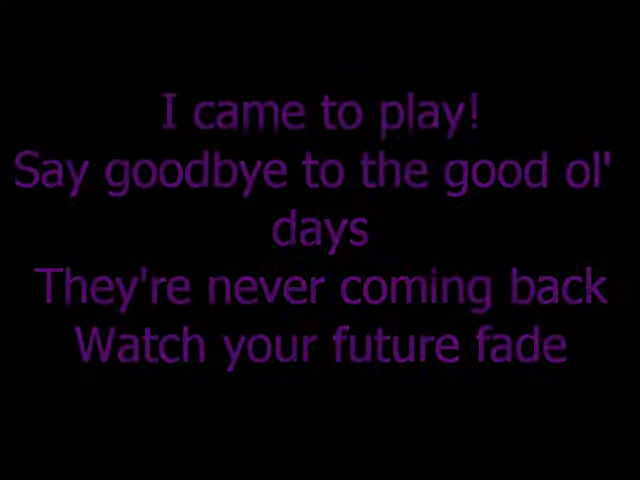 I came to play!
Say goodbye to the good ol'
days
They're never coming back
Watch your future fade